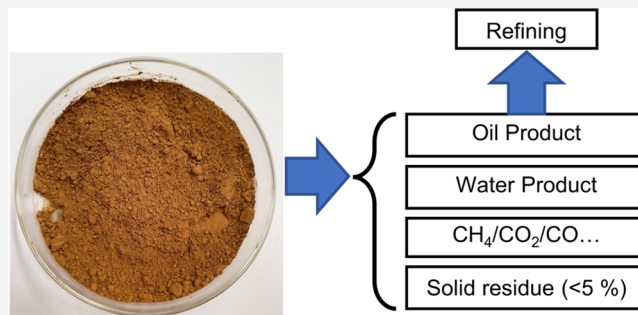 Refining
Oil Product
Water Product
CH₄/CO₂/CO…
Solid residue (<5 %)